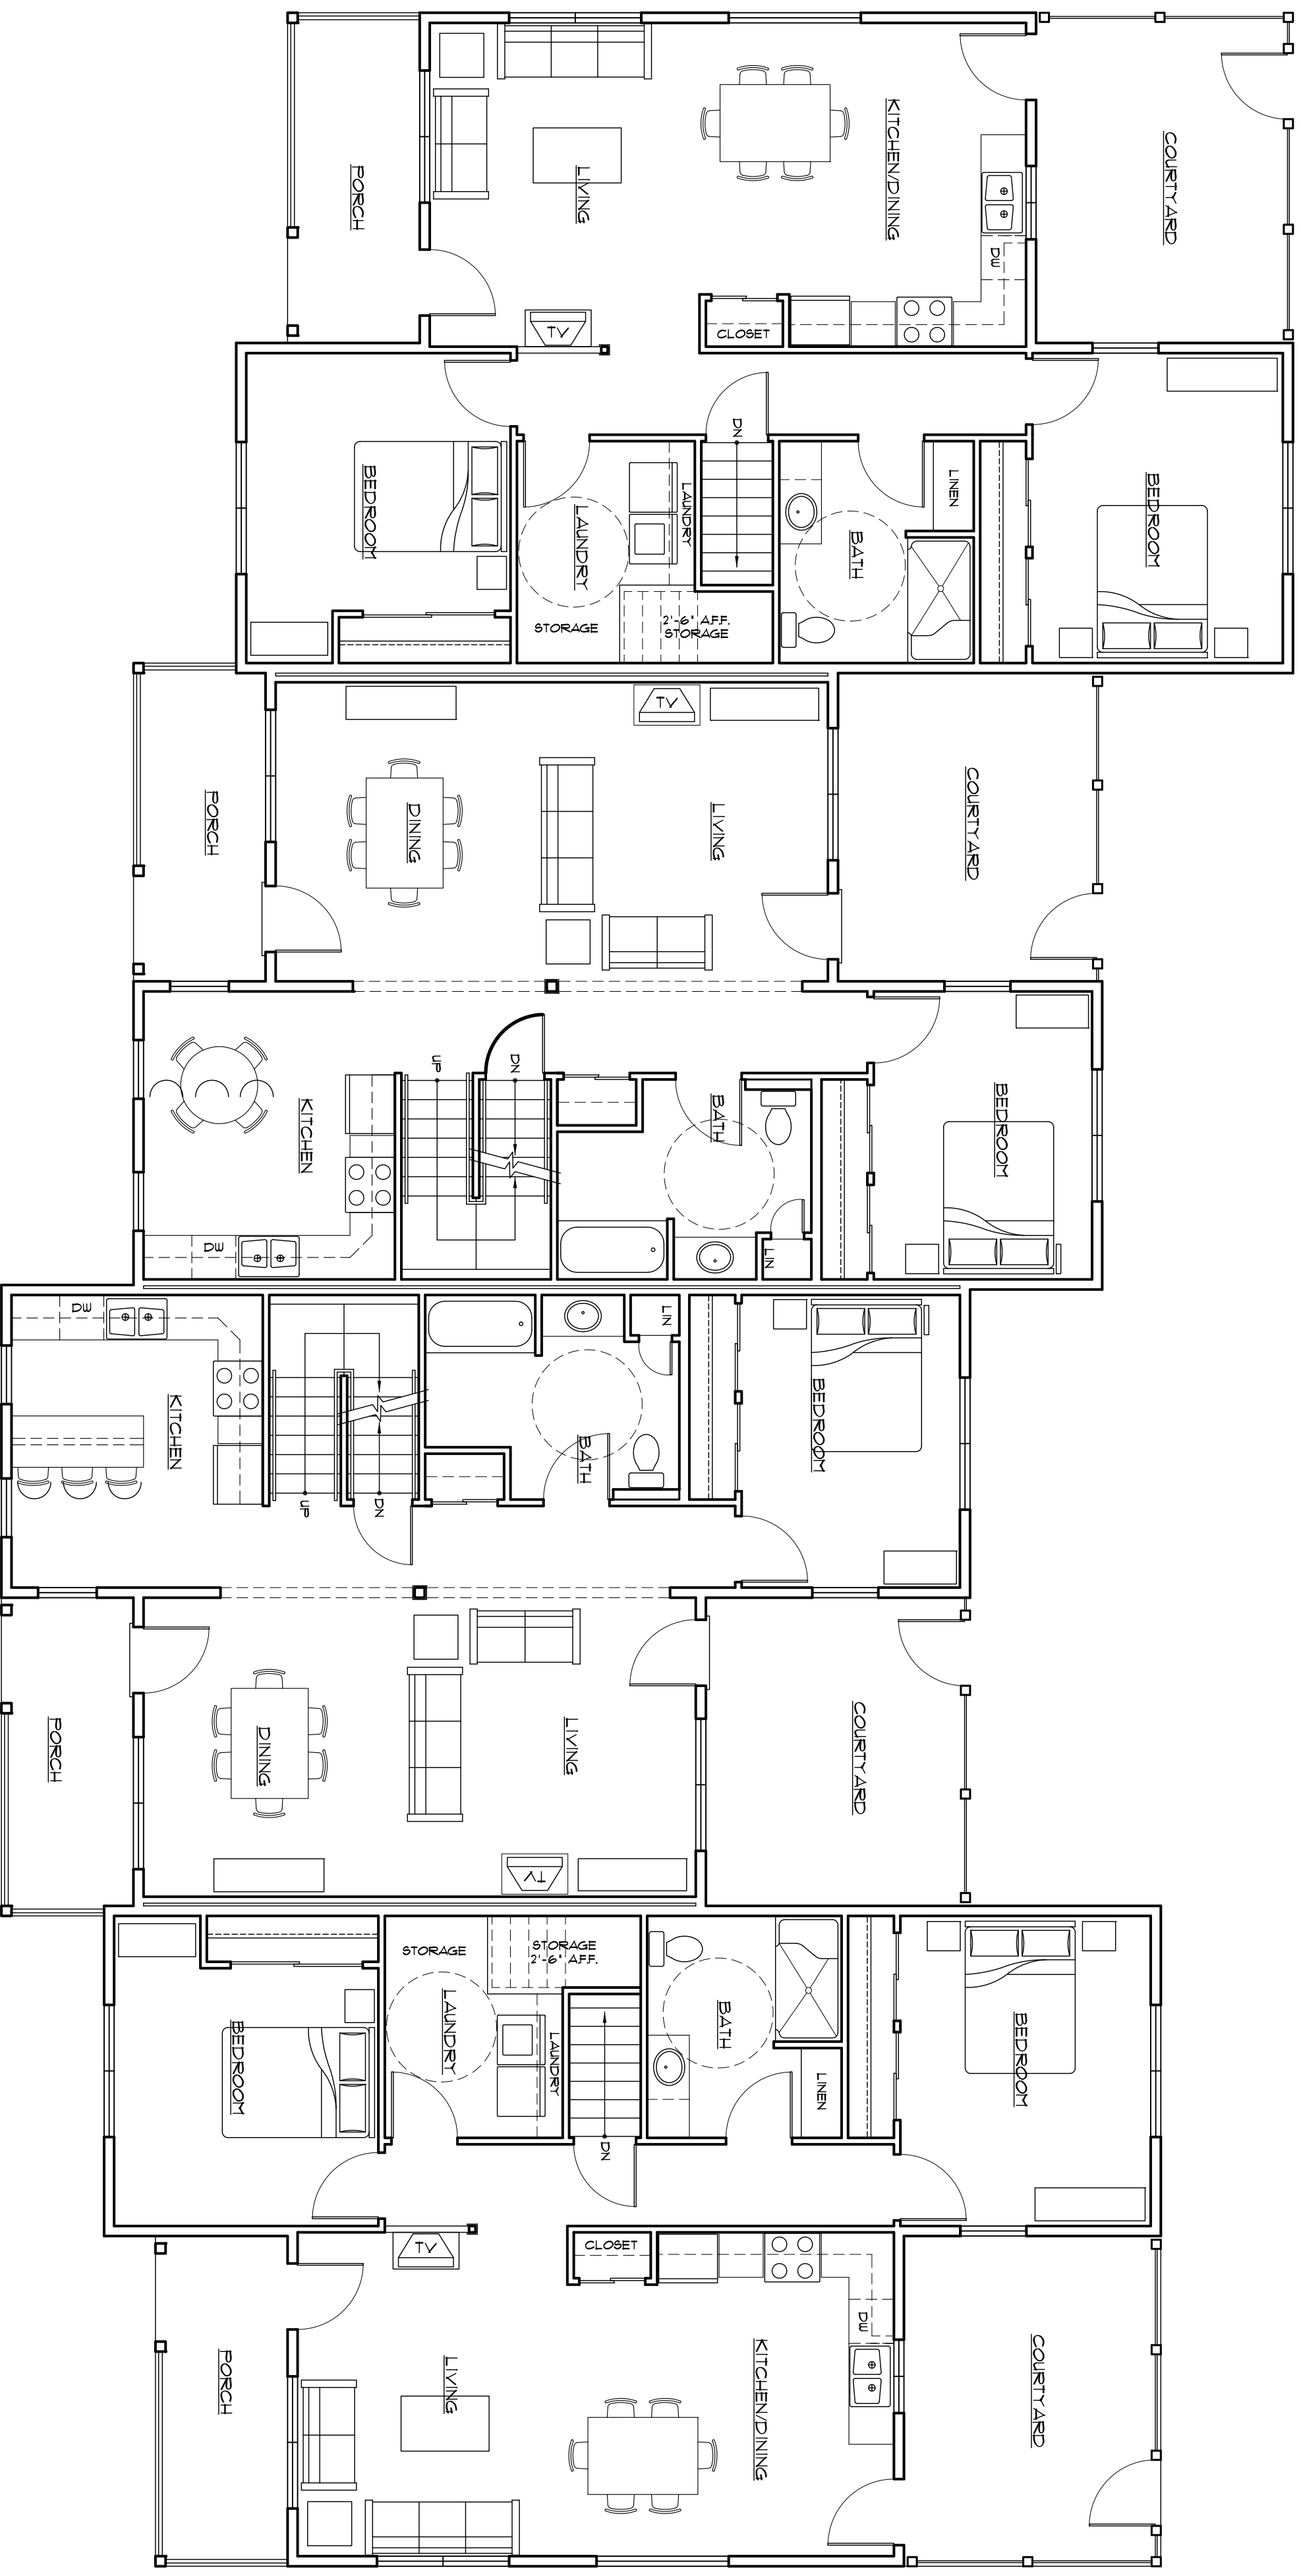 COURTYARD
KITCHEN/DINING
LIVING
PORCH
DW
TV
CLOSET
DN
BEDROOM
LAUNDRY
LAUNDRY
LINEN
BATH
BEDROOM
STORAGE
2'-6" A.F.F.
STORAGE
TV
COURTYARD
LIVING
DINING
PORCH
UP
DN
BATH
BEDROOM
KITCHEN
DW
LIN
DW
LIN
KITCHEN
BATH
BEDROOM
UP
DN
PORCH
DINING
LIVING
COURTYARD
TV
STORAGE
STORAGE
2'-6" A.F.F.
LAUNDRY
LAUNDRY
BATH
BEDROOM
BEDROOM
LINEN
DN
TV
CLOSET
DW
PORCH
LIVING
KITCHEN/DINING
COURTYARD